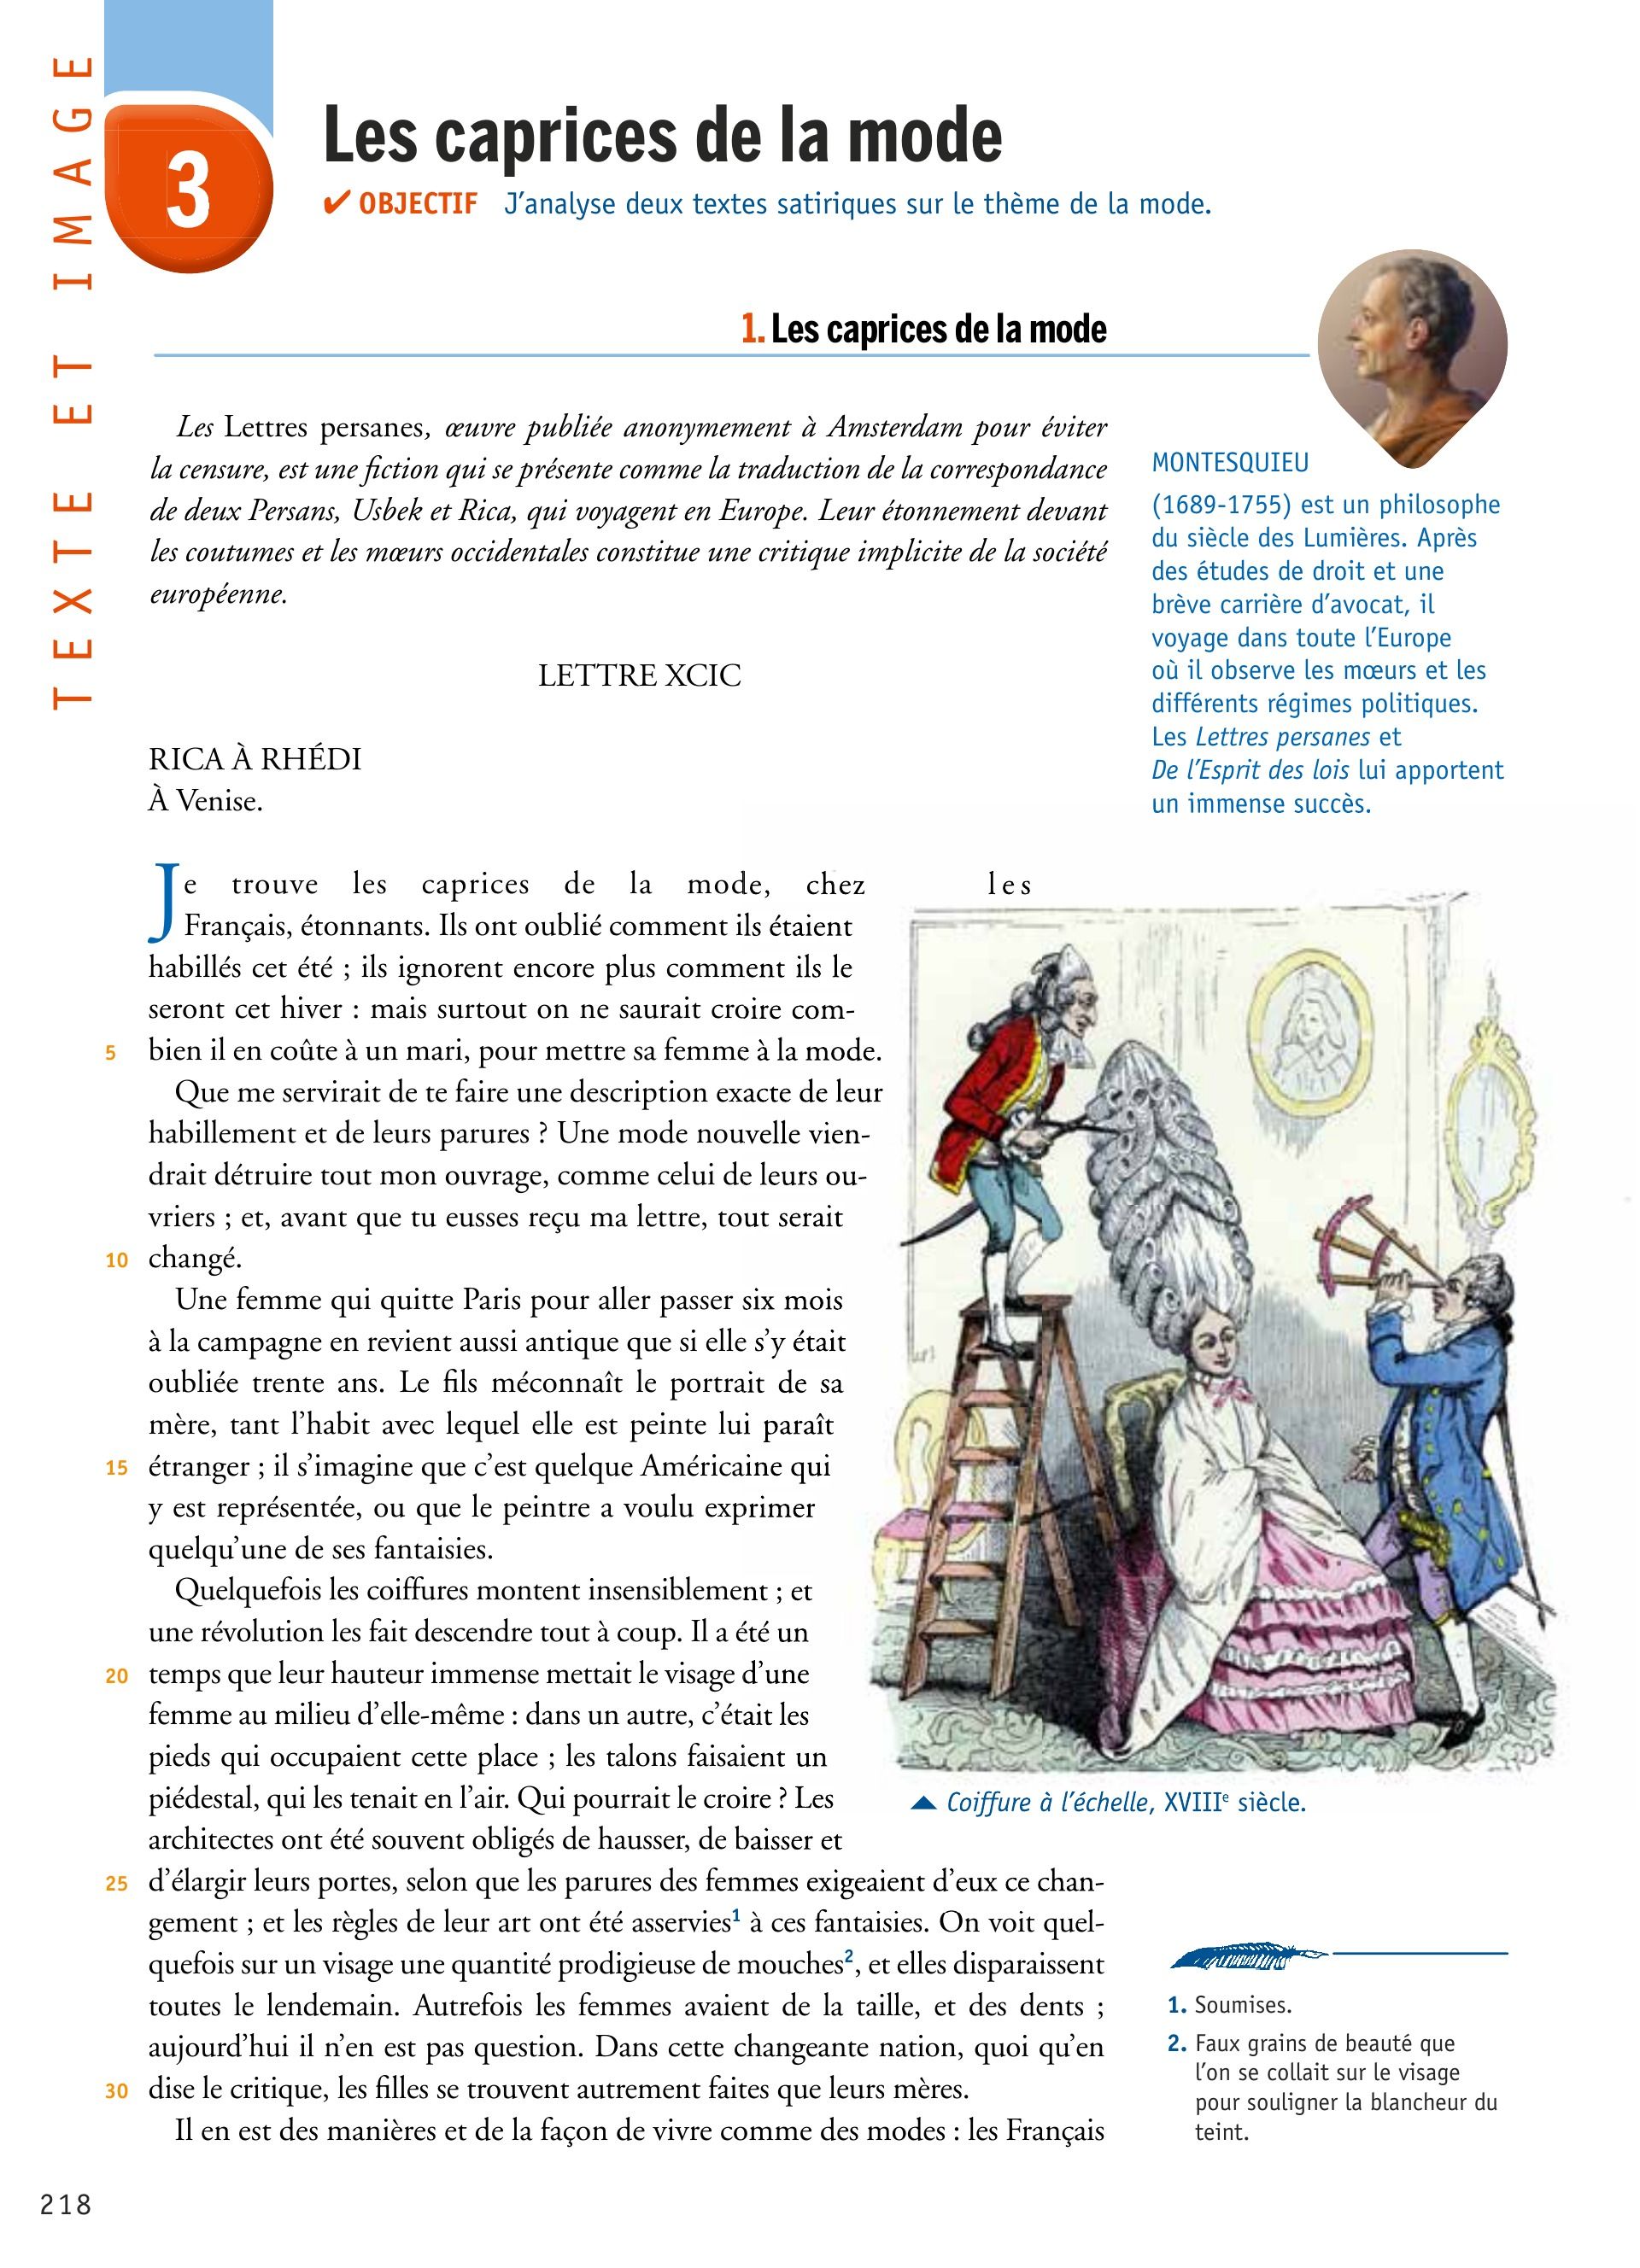 TEXTE ET IMAGE
3
Les caprices de la mode
✔ OBJECTIF J’analyse deux textes satiriques sur le thème de la mode.
1. Les caprices de la mode
Les Lettres persanes, œuvre publiée anonymement à Amsterdam pour éviter
la censure, est une fiction qui se présente comme la traduction de la correspondance
de deux Persans, Usbek et Rica, qui voyagent en Europe. Leur étonnement devant
les coutumes et les mœurs occidentales constitue une critique implicite de la société
européenne.
MONTESQUIEU
(1689-1755) est un philosophe
du siècle des Lumières. Après
des études de droit et une
brève carrière d’avocat, il
voyage dans toute l’Europe
où il observe les mœurs et les
différents régimes politiques.
Les Lettres persanes et
De l’Esprit des lois lui apportent
un immense succès.
LETTRE XCIC
RICA À RHÉDI
À Venise.
Je trouve les caprices de la mode, chez les
Français, étonnants. Ils ont oublié comment ils étaient
habillés cet été ; ils ignorent encore plus comment ils le
seront cet hiver : mais surtout on ne saurait croire com-
5 bien il en coûte à un mari, pour mettre sa femme à la mode.
Que me servirait de te faire une description exacte de leur
habillement et de leurs parures ? Une mode nouvelle vien-
drait détruire tout mon ouvrage, comme celui de leurs ou-
vriers ; et, avant que tu eusses reçu ma lettre, tout serait
10 changé.
Une femme qui quitte Paris pour aller passer six mois
à la campagne en revient aussi antique que si elle s’y était
oubliée trente ans. Le fils méconnaît le portrait de sa
mère, tant l’habit avec lequel elle est peinte lui paraît
15 étranger ; il s’imagine que c’est quelque Américaine qui
y est représentée, ou que le peintre a voulu exprimer
quelqu’une de ses fantaisies.
Quelquefois les coiffures montent insensiblement ; et
une révolution les fait descendre tout à coup. Il a été un
20 temps que leur hauteur immense mettait le visage d’une
femme au milieu d’elle-même : dans un autre, c’était les
pieds qui occupaient cette place ; les talons faisaient un
piédestal, qui les tenait en l’air. Qui pourrait le croire ? Les
architectes ont été souvent obligés de hausser, de baisser et
25 d’élargir leurs portes, selon que les parures des femmes exigeaient d’eux ce chan-
gement ; et les règles de leur art ont été asservies1 à ces fantaisies. On voit quel-
quefois sur un visage une quantité prodigieuse de mouches2, et elles disparaissent
toutes le lendemain. Autrefois les femmes avaient de la taille, et des dents ;
aujourd’hui il n’en est pas question. Dans cette changeante nation, quoi qu’en
30 dise le critique, les filles se trouvent autrement faites que leurs mères.
Il en est des manières et de la façon de vivre comme des modes : les Français
▲ Coiffure à l’échelle, XVIIIe siècle.
1. Soumises.
2. Faux grains de beauté que
l’on se collait sur le visage
pour souligner la blancheur du
teint.
218